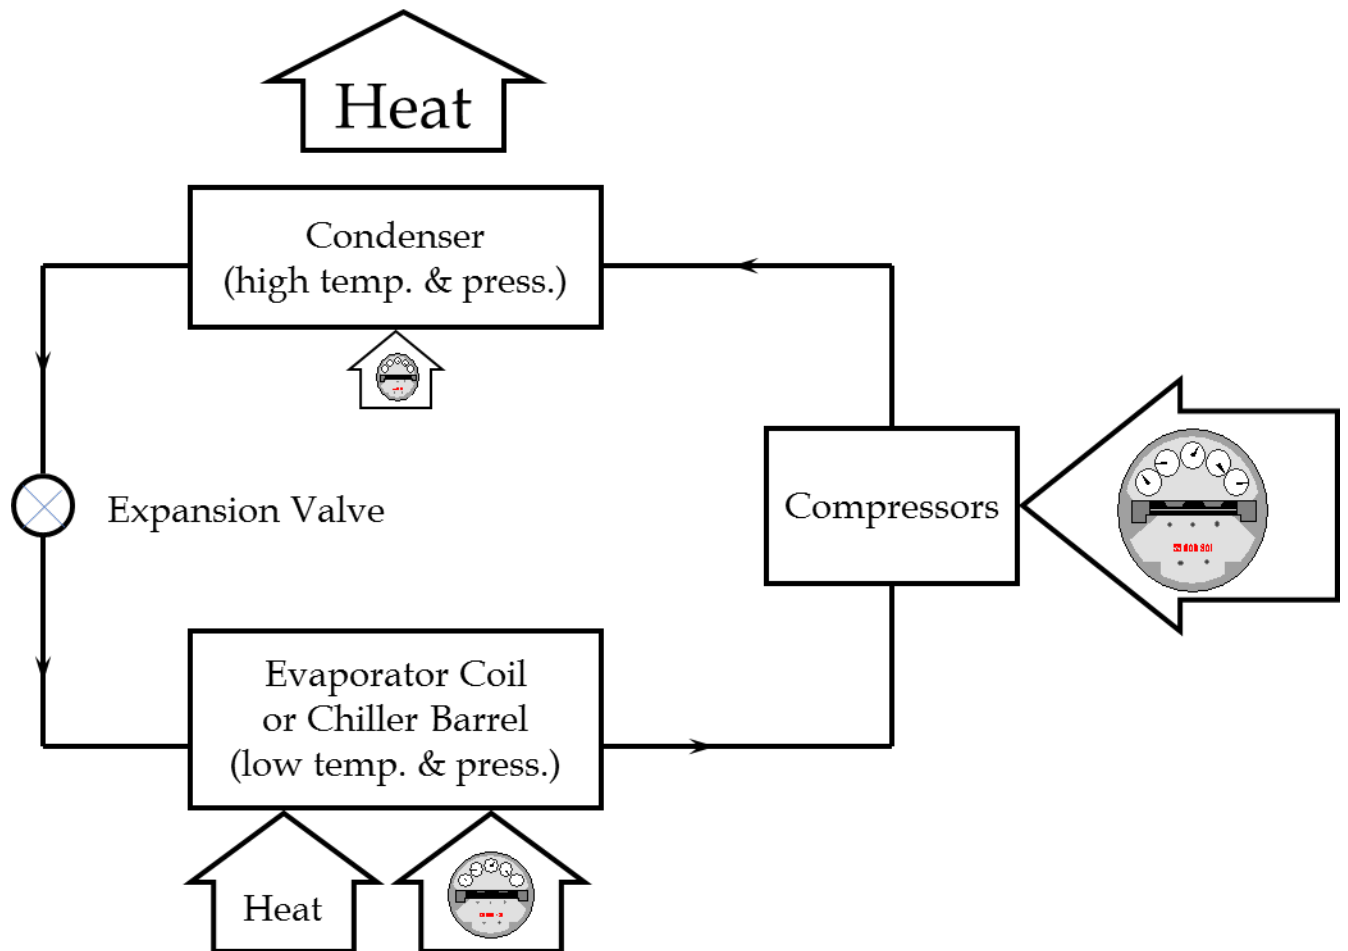 Heat
Condenser
(high temp. & press.)
Expansion Valve
Compressors
Evaporator Coil
or Chiller Barrel
(low temp. & press.)
Heat